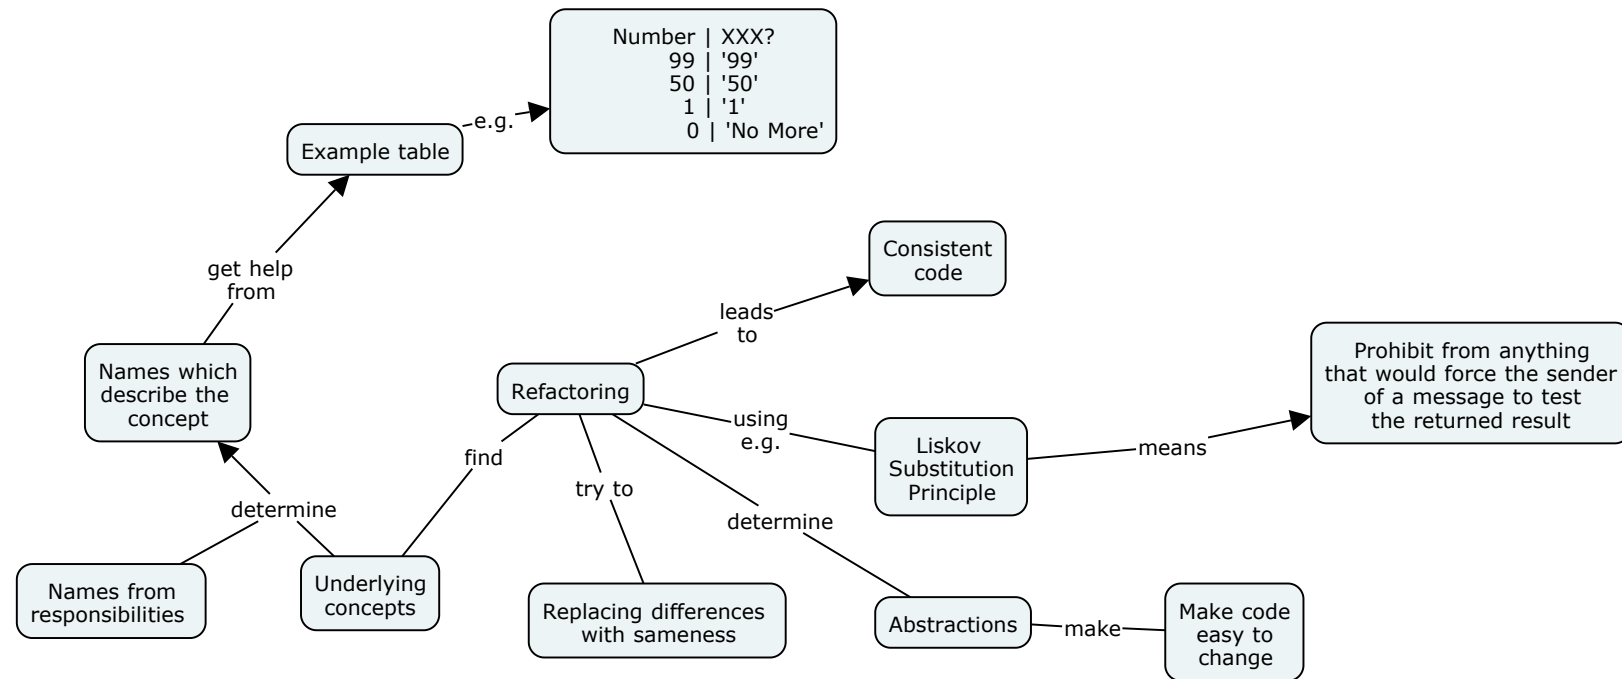 Number | XXX?
99 | '99'
50 | '50'
1 | '1'
0 | 'No More'
e.g.
Example table
get help
from
Consistent
code
leads
to
Names which
describe the
concept
Refactoring
using
e.g.
Liskov
Substitution
Principle
means
Prohibit from anything
that would force the sender
of a message to test
the returned result
find
try to
determine
determine
Names from
responsibilities
Underlying
concepts
Replacing differences
with sameness
Abstractions
make
Make code
easy to
change